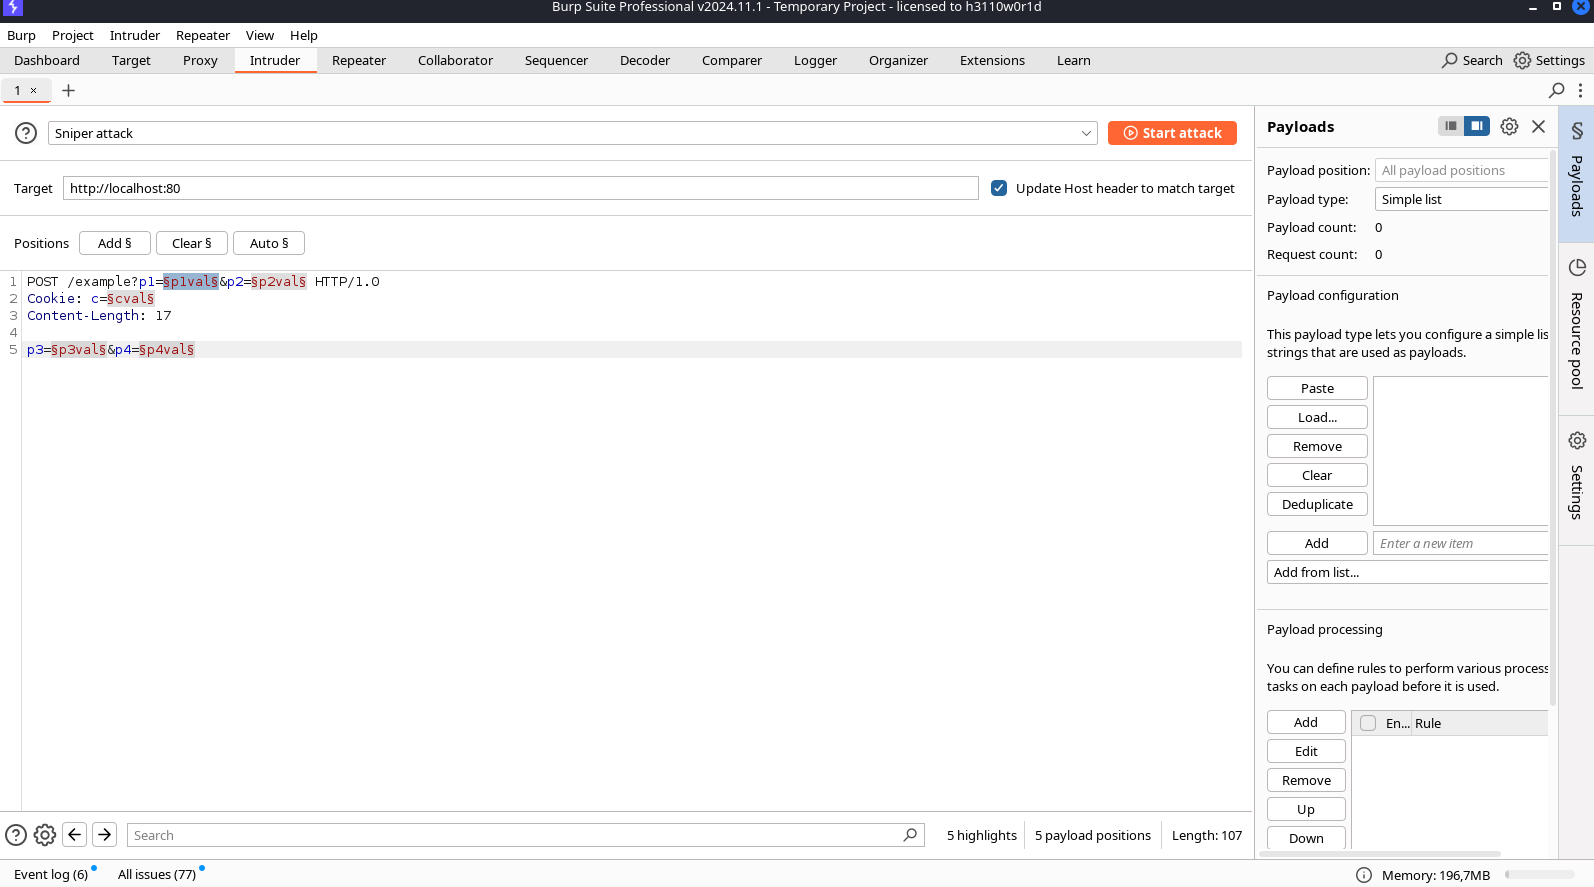 Burp Suite Professional v2024.11.1 - Temporary Project - licensed to h3110w0r1d
Burp Project Intruder Repeater View Help
Dashboard Target Proxy Intruder Repeater Collaborator Sequencer Decoder Comparer Logger Organizer Extensions Learn Search Settings
1 × +
Sniper attack Start attack
Target http://localhost:80 Update Host header to match target
Positions Add § Clear § Auto §
1 POST /example?p1=§p1val§&p2=§p2val§ HTTP/1.0
2 Cookie: c=§cval§
3 Content-Length: 17
4
5 p3=§p3val§&p4=§p4val§
Search 5 highlights 5 payload positions Length: 107
Event log (6) All issues (77) Memory: 196,7MB
Payloads
Payload position: All payload positions
Payload type: Simple list
Payload count: 0
Request count: 0
Payload configuration
This payload type lets you configure a simple lis
strings that are used as payloads.
Paste
Load...
Remove
Clear
Deduplicate
Add Enter a new item
Add from list...
Payload processing
You can define rules to perform various process
tasks on each payload before it is used.
Add En... Rule
Edit
Remove
Up
Down
§ Payloads
Resource pool
Settings